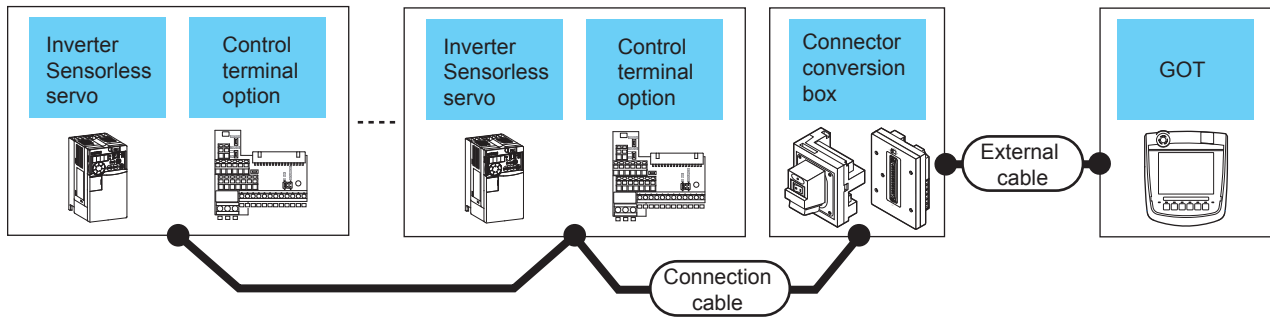 Inverter
Sensorless
servo
Control
terminal
option
Inverter
Sensorless
servo
Control
terminal
option
Connector
conversion
box
GOT
External
cable
Connection
cable